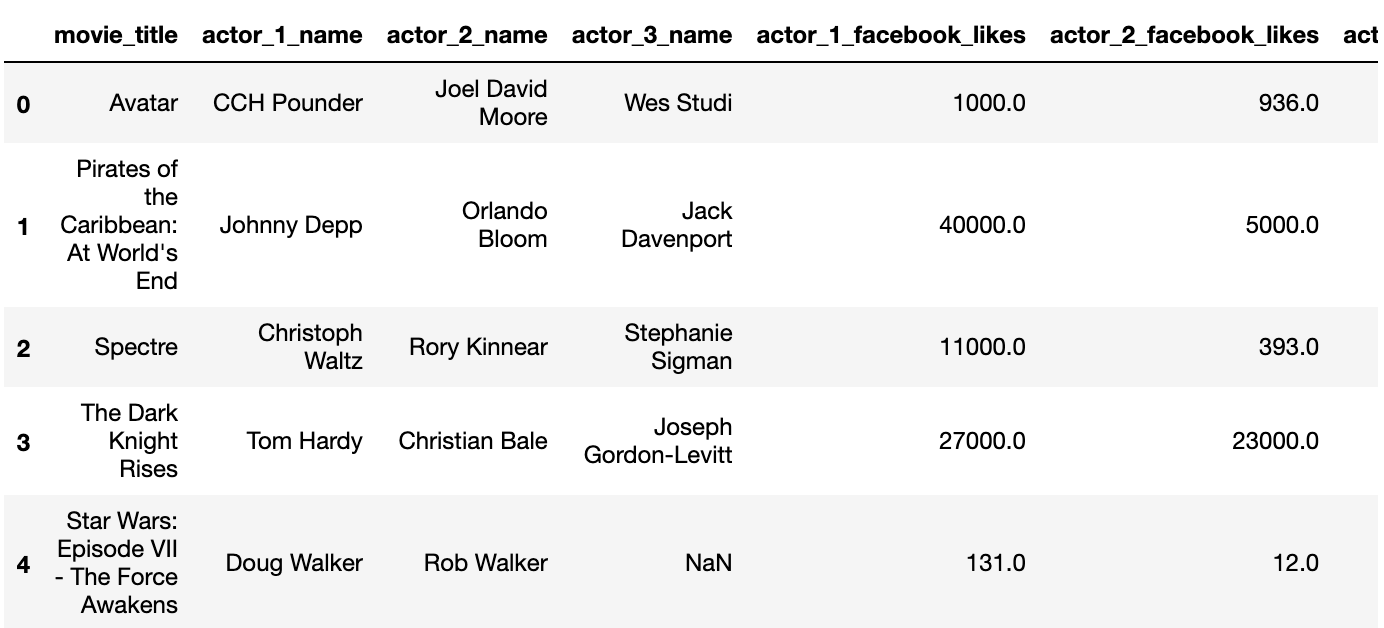 movie_title actor_1_name actor_2_name actor_3_name actor_1_facebook_likes actor_2_facebook_likes act
0 Avatar CCH Pounder Joel David Moore Wes Studi 1000.0 936.0
1 Pirates of the Caribbean: At World's End Johnny Depp Orlando Bloom Jack Davenport 40000.0 5000.0
2 Spectre Christoph Waltz Rory Kinnear Stephanie Sigman 11000.0 393.0
3 The Dark Knight Rises Tom Hardy Christian Bale Joseph Gordon-Levitt 27000.0 23000.0
4 Star Wars: Episode VII - The Force Awakens Doug Walker Rob Walker NaN 131.0 12.0